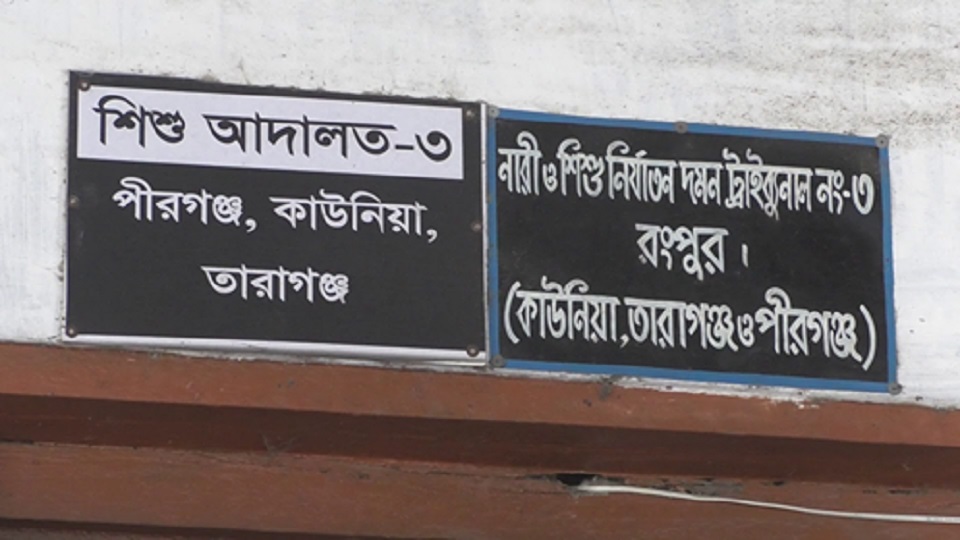 শিশু আদালত-৩
পীরগঞ্জ, কাউনিয়া,
তারাগঞ্জ
নারী ও শিশু নির্যাতন দমন ট্রাইব্যুনাল নং-৩
রংপুর ।
(কাউনিয়া,তারাগঞ্জ ও পীরগঞ্জ)